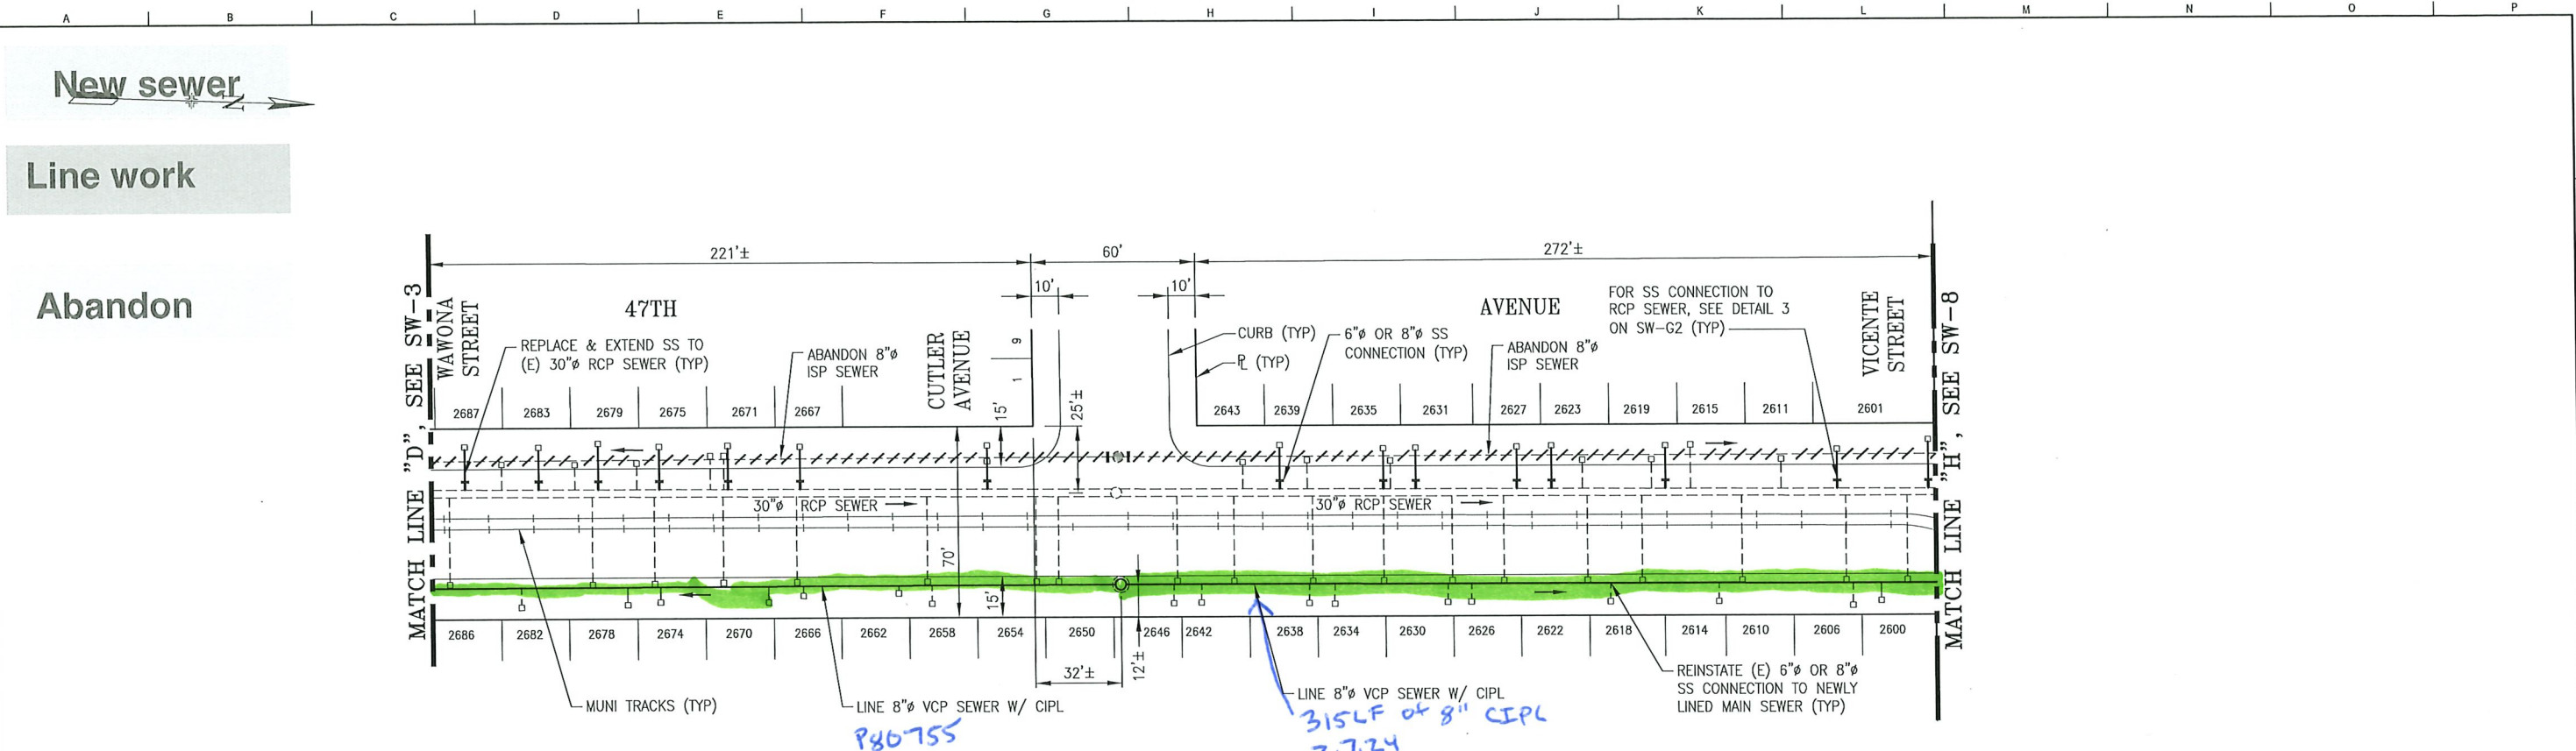 A B C D E F G H I J K L M N O P
New sewer
N
Line work
Abandon
221'± 60' 272'±
10' 10'
47TH
AVENUE
WAWONA
STREET
CUTLER
AVENUE
VICENTE
STREET
MATCH LINE "D", SEE SW-3
MATCH LINE "H", SEE SW-8
REPLACE & EXTEND SS TO
(E) 30"ø RCP SEWER (TYP)
ABANDON 8"ø
ISP SEWER
CURB (TYP)
PL (TYP)
6"ø OR 8"ø SS
CONNECTION (TYP)
ABANDON 8"ø
ISP SEWER
FOR SS CONNECTION TO
RCP SEWER, SEE DETAIL 3
ON SW-G2 (TYP)
9
1
15'
25'±
2687 2683 2679 2675 2671 2667 2643 2639 2635 2631 2627 2623 2619 2615 2611 2601
30"ø RCP SEWER
30"ø RCP SEWER
70'
15'
2686 2682 2678 2674 2670 2666 2662 2658 2654 2650 2646 2642 2638 2634 2630 2626 2622 2618 2614 2610 2606 2600
32'±
12'±
MUNI TRACKS (TYP)
LINE 8"ø VCP SEWER W/ CIPL
P80755
LINE 8"ø VCP SEWER W/ CIPL
315LF of 8" CIPL
REINSTATE (E) 6"ø OR 8"ø
SS CONNECTION TO NEWLY
LINED MAIN SEWER (TYP)